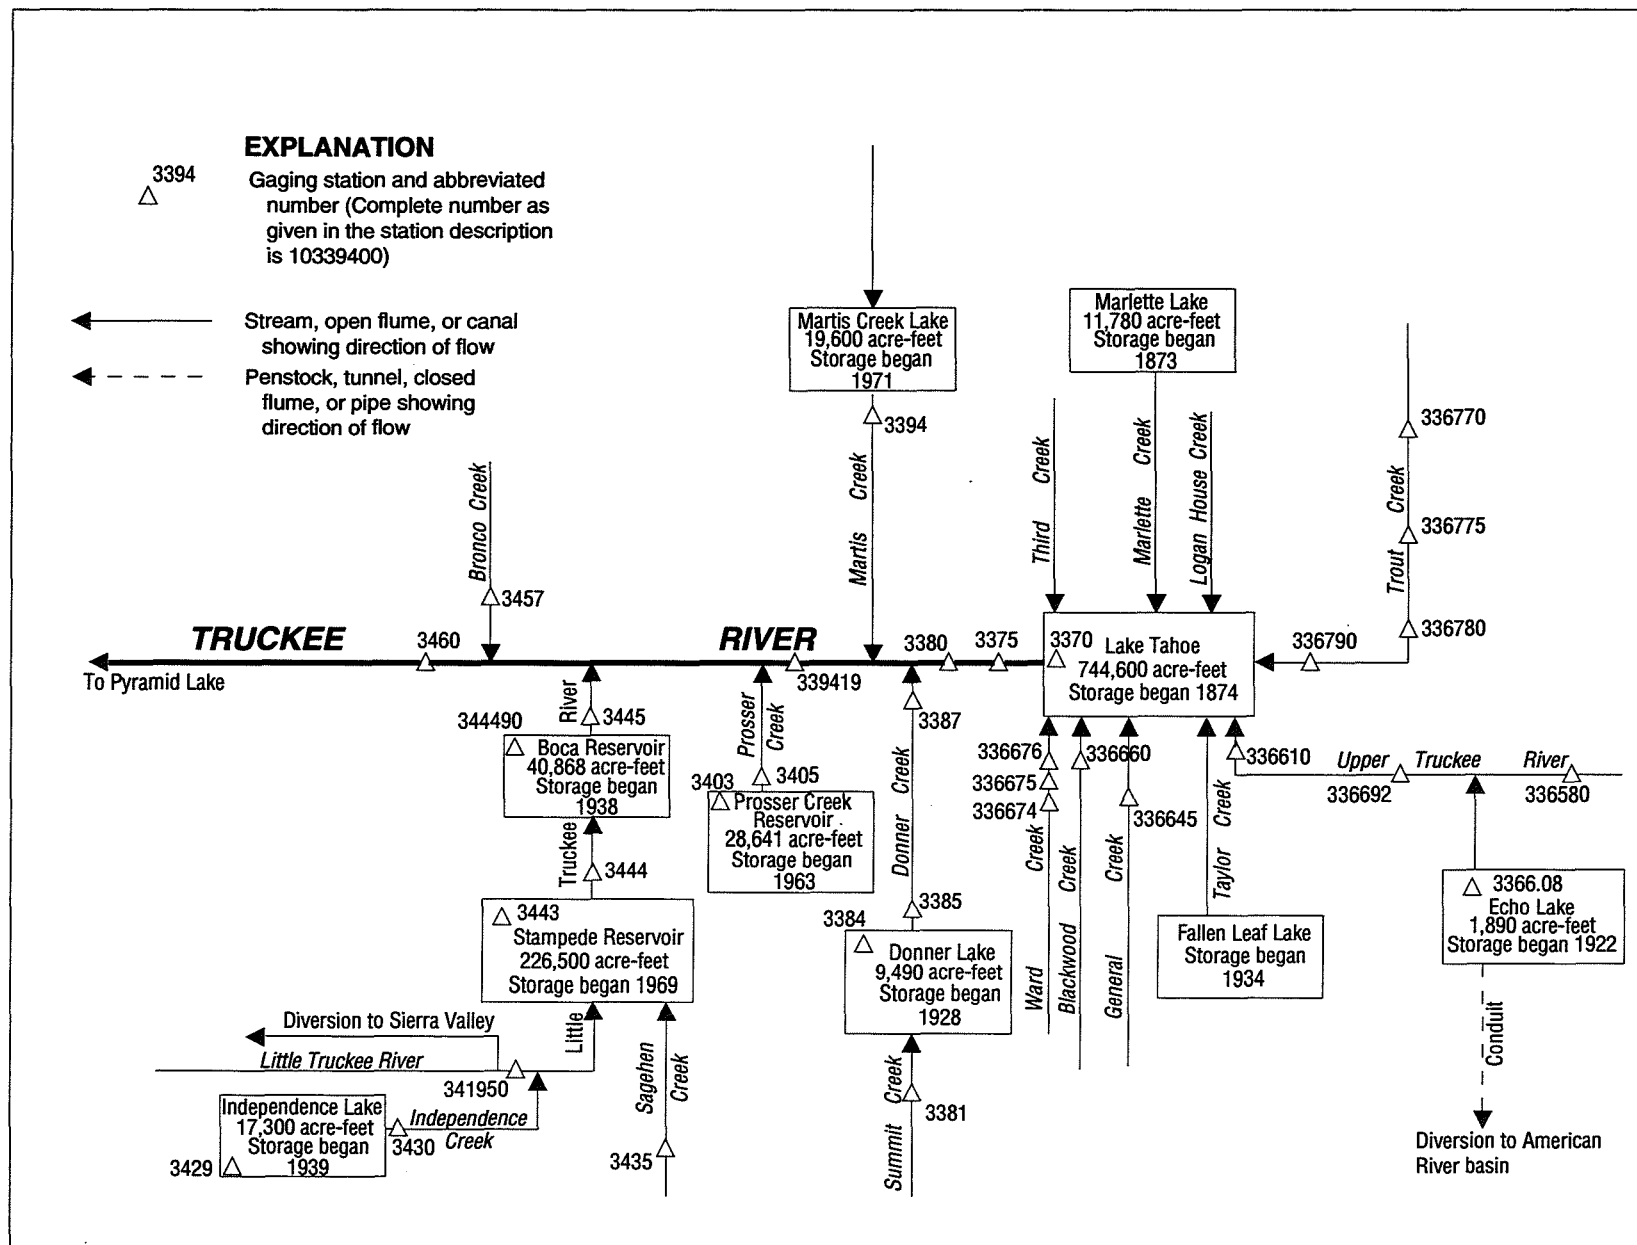 EXPLANATION
3394
Gaging station and abbreviated
number (Complete number as
given in the station description
is 10339400)
Stream, open flume, or canal
showing direction of flow
Penstock, tunnel, closed
flume, or pipe showing
direction of flow
Martis Creek Lake
19,600 acre-feet
Storage began
1971
3394
Martis Creek
Marlette Lake
11,780 acre-feet
Storage began
1873
Third Creek
Marlette Creek
Logan House Creek
336770
336775
336780
Trout Creek
336790
Bronco Creek
3457
TRUCKEE RIVER
3460
339419
3380
3375
3370
Lake Tahoe
744,600 acre-feet
Storage began 1874
To Pyramid Lake
344490
River
3445
Boca Reservoir
40,868 acre-feet
Storage began
1938
Truckee
3444
3443
Stampede Reservoir
226,500 acre-feet
Storage began 1969
Little
Sagehen
Creek
3435
Diversion to Sierra Valley
Little Truckee River
341950
Independence Lake
17,300 acre-feet
Storage began
1939
3429
3430
Independence
Creek
Prosser
Creek
3403
3405
Prosser Creek
Reservoir
28,641 acre-feet
Storage began
1963
3387
Donner Creek
3385
3384
Donner Lake
9,490 acre-feet
Storage began
1928
Summit Creek
3381
336676
336675
336674
Ward Creek
336660
Blackwood Creek
336645
General Creek
Taylor Creek
Fallen Leaf Lake
Storage began
1934
336610
Upper Truckee River
336692
336580
3366.08
Echo Lake
1,890 acre-feet
Storage began 1922
Conduit
Diversion to American
River basin